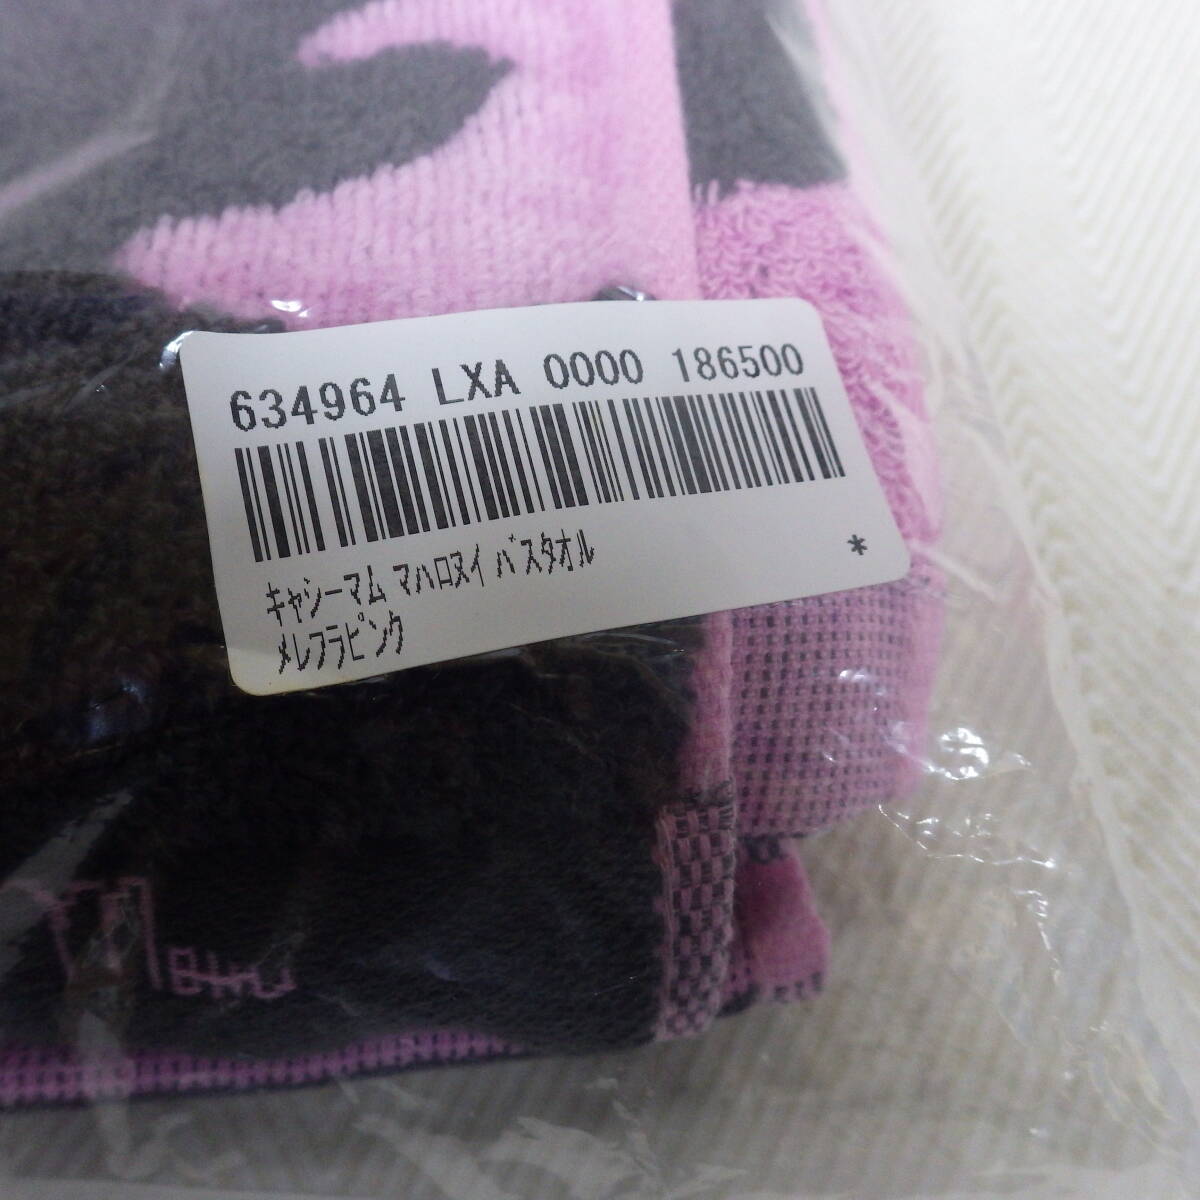 634964 LXA 0000 186500
ｷｬｼｰﾏﾑ ﾏﾊﾛﾇｲ ﾊﾞｽﾀｵﾙ
*
ﾒﾚﾌﾗﾋﾟﾝｸ